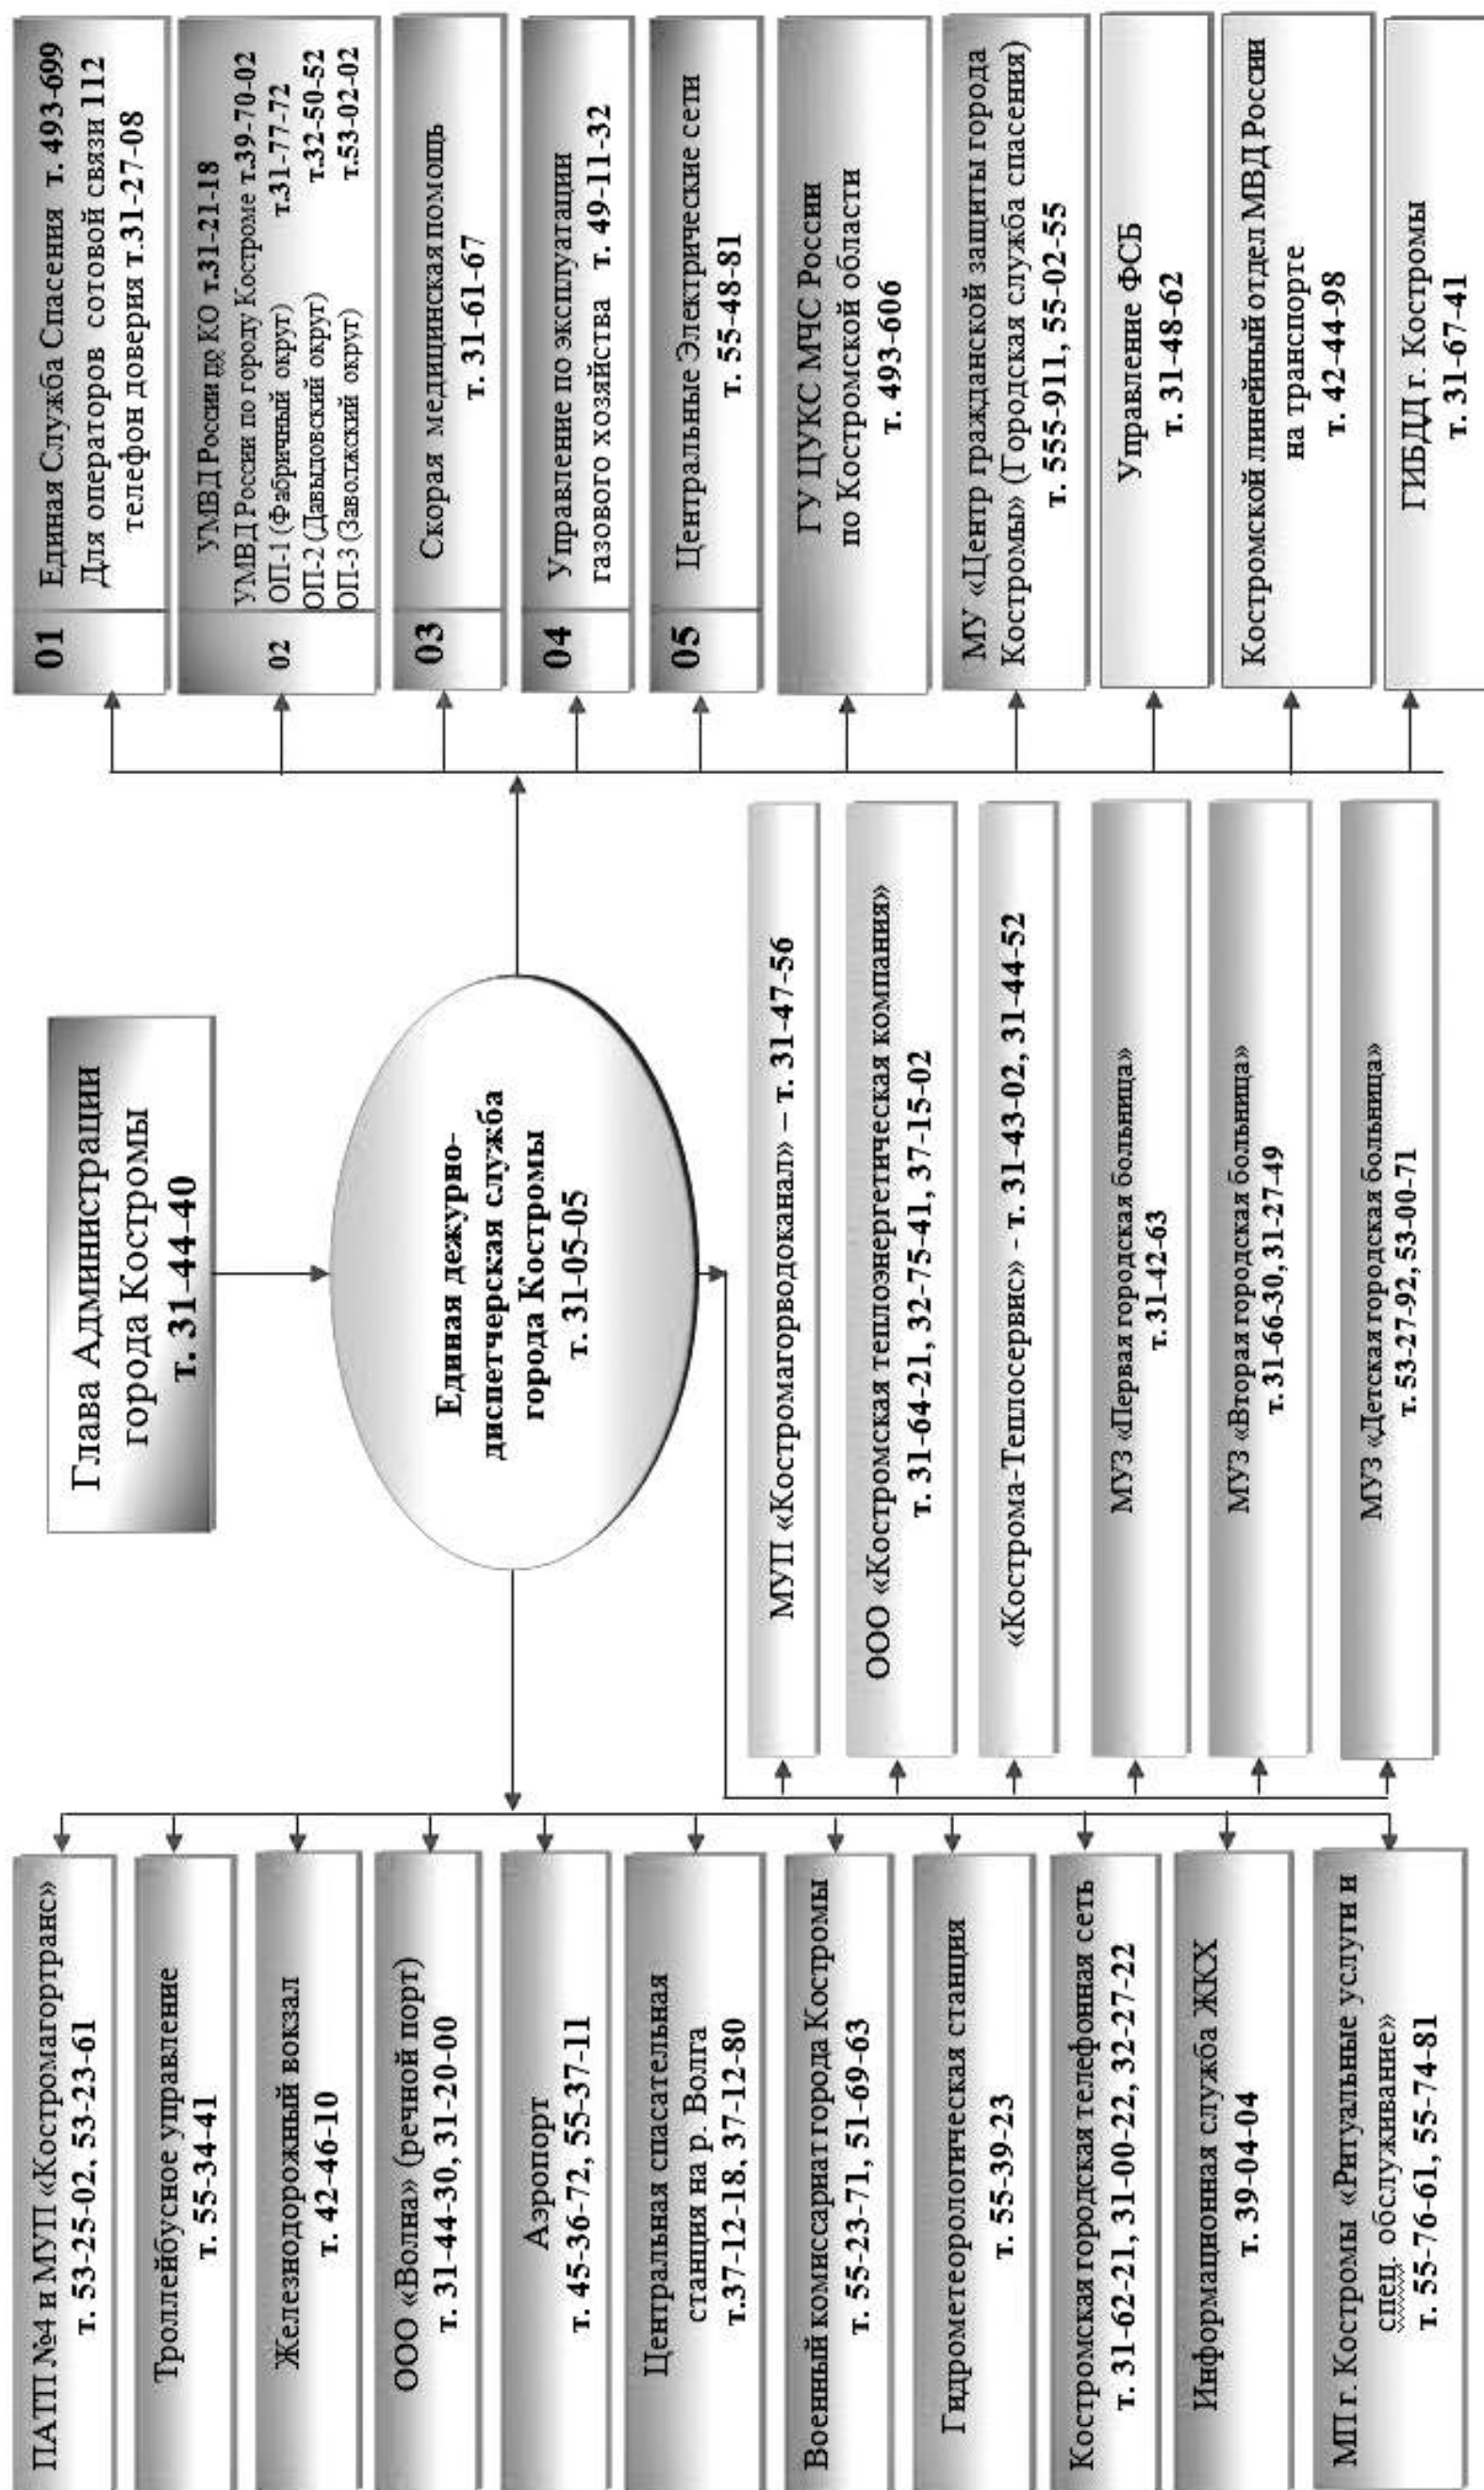 Глава Администрации
города Костромы
т. 31-44-40
Единая дежурно-
диспетчерская служба
города Костромы
т. 31-05-05
ПАТП №4 и МУП «Костромагортранс»
т. 53-25-02, 53-23-61
Троллейбусное управление
т. 55-34-41
Железнодорожный вокзал
т. 42-46-10
ООО «Волна» (речной порт)
т. 31-44-30, 31-20-00
Аэропорт
т. 45-36-72, 55-37-11
Центральная спасательная
станция на р. Волга
т.37-12-18, 37-12-80
Военный комиссариат города Костромы
т. 55-23-71, 51-69-63
Гидрометеорологическая станция
т. 55-39-23
Костромская городская телефонная сеть
т. 31-62-21, 31-00-22, 32-27-22
Информационная служба ЖКХ
т. 39-04-04
МП г. Костромы «Ритуальные услуги и
спец. обслуживание»
т. 55-76-61, 55-74-81
МУП «Костромагорводоканал» – т. 31-47-56
ООО «Костромская теплоэнергетическая компания»
т. 31-64-21, 32-75-41, 37-15-02
«Кострома-Теплосервис» - т. 31-43-02, 31-44-52
МУЗ «Первая городская больница»
т.31-42-63
МУЗ «Вторая городская больница»
т.31-66-30, 31-27-49
МУЗ «Детская городская больница»
т. 53-27-92, 53-00-71
01 Единая Служба Спасения т. 493-699
Для операторов сотовой связи 112
телефон доверия т.31-27-08
УМВД России по КО т.31-21-18
УМВД России по городу Костроме т.39-70-02
02 ОП-1 (Фабричный округ) т.31-77-72
ОП-2 (Давыдовский округ) т.32-50-52
ОП-3 (Заволжский округ) т.53-02-02
03 Скорая медицинская помощь
т. 31-61-67
04 Управление по эксплуатации
газового хозяйства т. 49-11-32
05 Центральные Электрические сети
т. 55-48-81
ГУ ЦУКС МЧС России
по Костромской области
т. 493-606
МУ «Центр гражданской защиты города
Костромы» (Городская служба спасения)
т. 555-911, 55-02-55
Управление ФСБ
т. 31-48-62
Костромской линейный отдел МВД России
на транспорте
т. 42-44-98
ГИБДД г. Костромы
т. 31-67-41